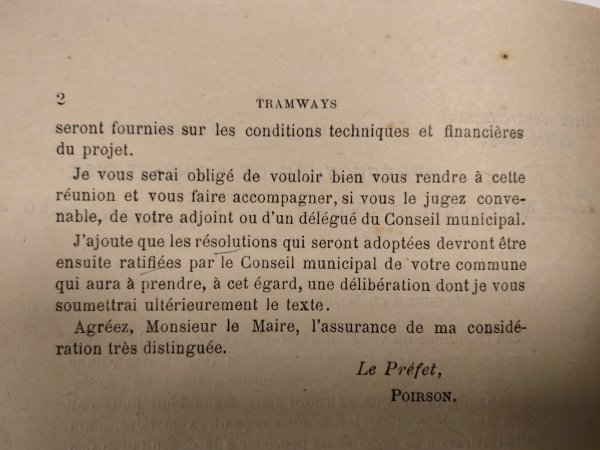 2
TRAMWAYS
seront fournies sur les conditions techniques et financières
du projet.
Je vous serai obligé de vouloir bien vous rendre à cette
réunion et vous faire accompagner, si vous le jugez conve-
nable, de votre adjoint ou d'un délégué du Conseil municipal.
J'ajoute que les résolutions qui seront adoptées devront être
ensuite ratifiées par le Conseil municipal de votre commune
qui aura à prendre, à cet égard, une délibération dont je vous
soumettrai ultérieurement le texte.
Agréez, Monsieur le Maire, l'assurance de ma considé-
ration très distinguée.
Le Préfet,
POIRSON.